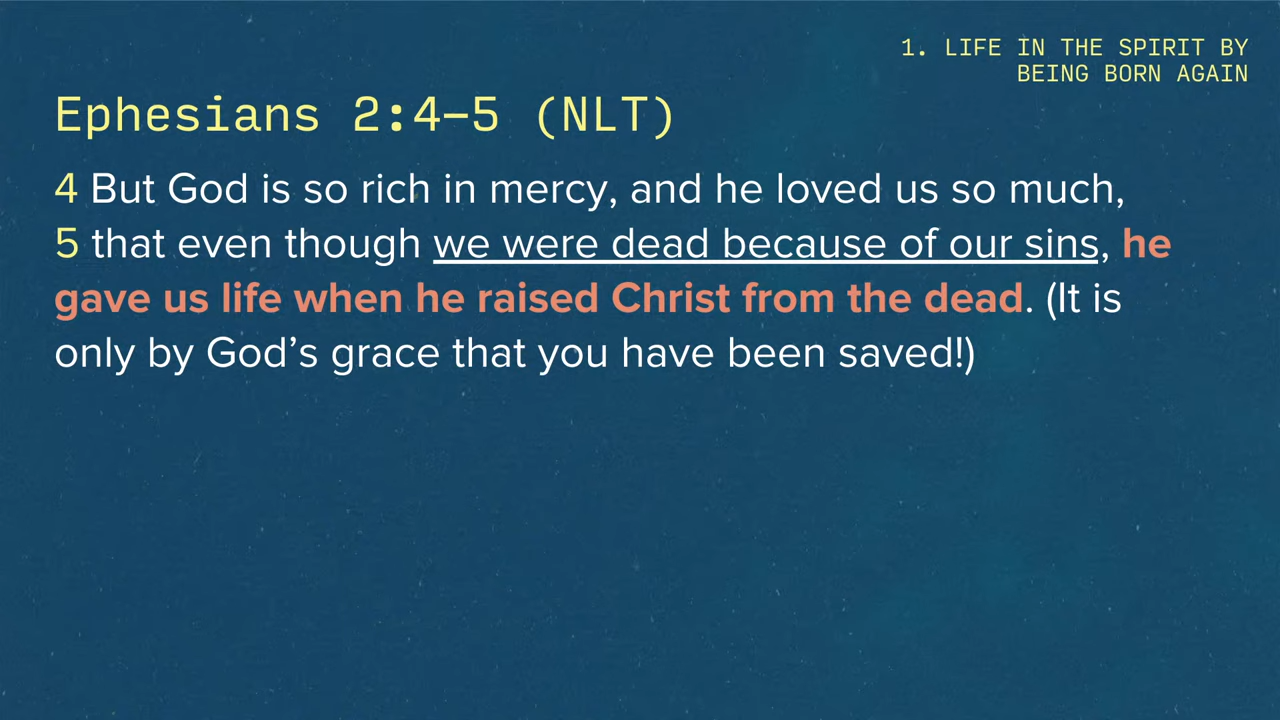 1. LIFE IN THE SPIRIT BY
BEING BORN AGAIN
Ephesians 2:4–5 (NLT)
4 But God is so rich in mercy, and he loved us so much,
5 that even though we were dead because of our sins, he
gave us life when he raised Christ from the dead. (It is
only by God’s grace that you have been saved!)